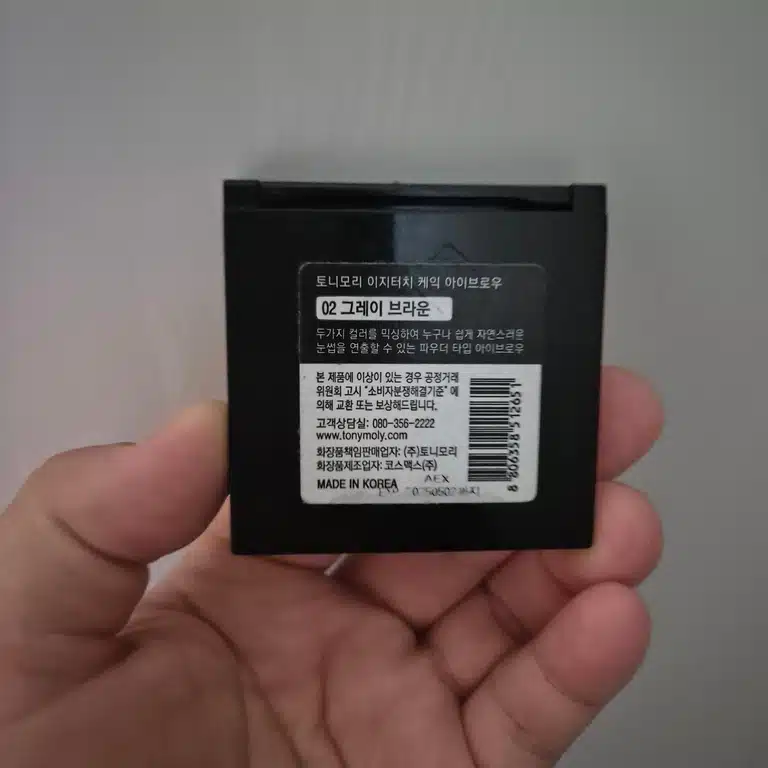 토니모리 이지터치 케익 아이브로우
02 그레이 브라운
두가지 컬러를 믹싱하여 누구나 쉽게 자연스러운
눈썹을 연출할 수 있는 파우더 타입 아이브로우
본 제품에 이상이 있는 경우 공정거래
위원회 고시 "소비자분쟁해결기준"에
의해 교환 또는 보상해드립니다.
고객상담실: 080-356-2222
www.tonymoly.com
화장품책임판매업자: (주)토니모리
화장품제조업자: 코스맥스(주)
MADE IN KOREA
AEX
8 806358 512651